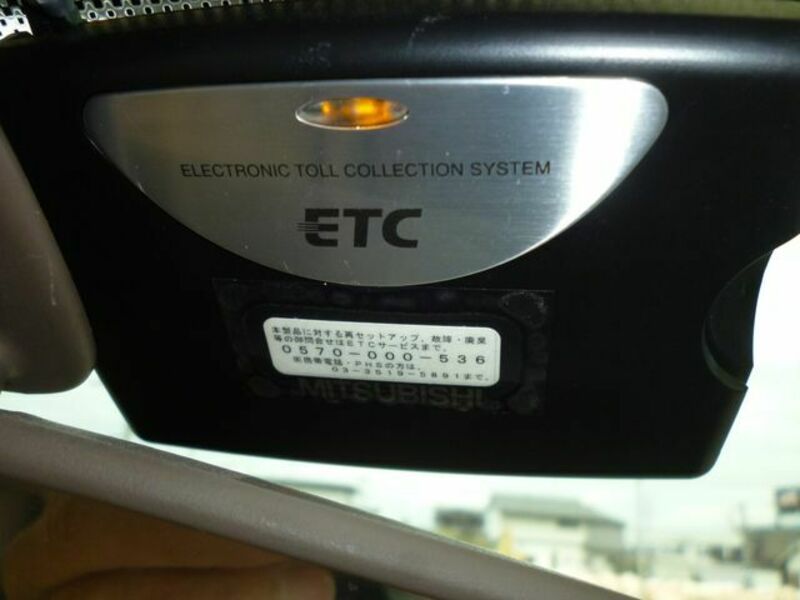 ELECTRONIC TOLL COLLECTION SYSTEM
ETC
本製品に対する再セットアップ、故障・廃業
等の御問合せはETCサービスまで。
0570-000-536
※携帯電話・PHSの方は、
03-3519-5891まで。
MITSUBISHI